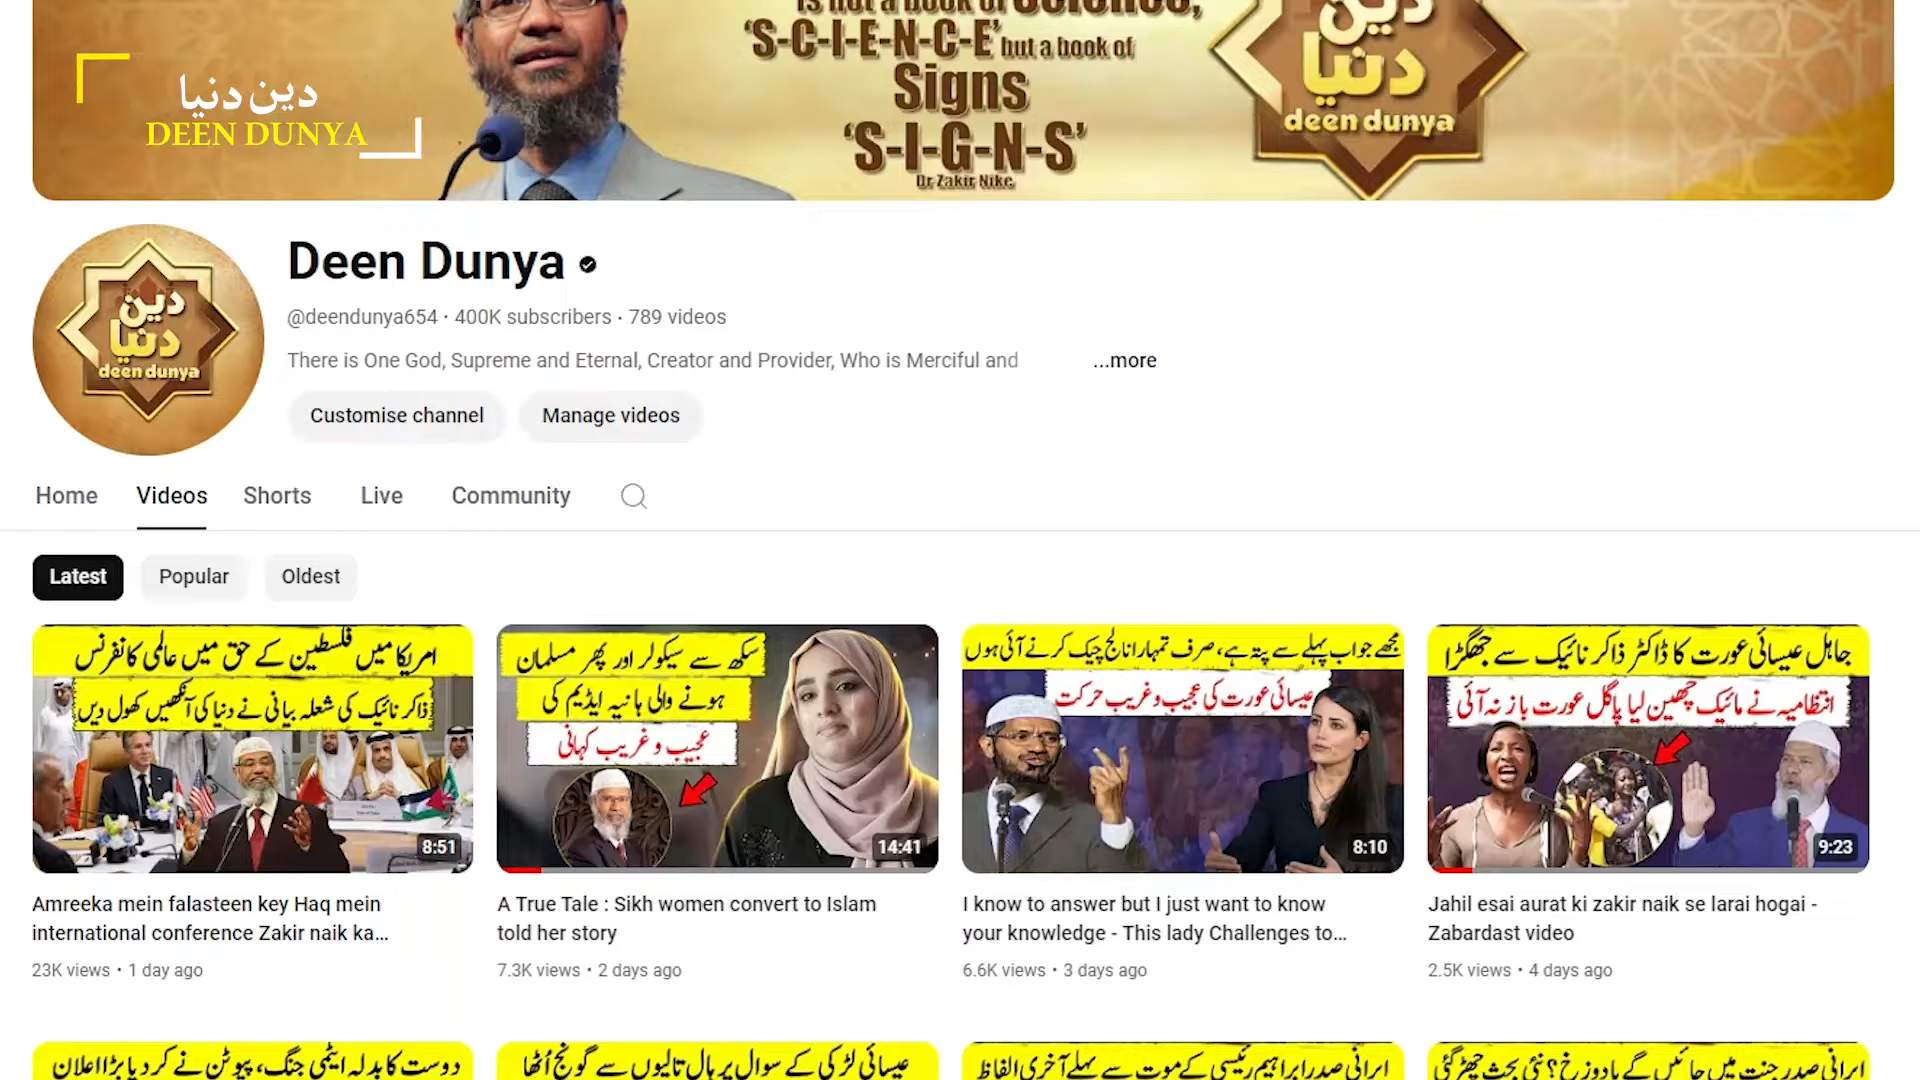 is not a book of Science,
'S-C-I-E-N-C-E' but a book of
Signs
'S-I-G-N-S'
Dr Zakir Nike
دین دنیا
deen dunya
دین دنیا
DEEN DUNYA
دین
دنیا
deen dunya
Deen Dunya
@deendunya654 · 400K subscribers · 789 videos
There is One God, Supreme and Eternal, Creator and Provider, Who is Merciful and ...more
Customise channel
Manage videos
Home Videos Shorts Live Community
Latest Popular Oldest
امریکا میں فلسطین کے حق میں عالمی کانفرنس
ذاکر نائیک کی شعلہ بیانی نے دنیا کی آنکھیں کھول دیں
8:51
Amreeka mein falasteen key Haq mein
international conference Zakir naik ka...
23K views • 1 day ago
سکھ سے سیکولر اور پھر مسلمان
ہونے والی ہانیہ ایڈیم کی
عجیب و غریب کہانی
14:41
A True Tale : Sikh women convert to Islam
told her story
7.3K views • 2 days ago
مجھے جواب پہلے سے پتہ ہے، صرف تمہارا نالج چیک کرنے آئی ہوں
عیسائی عورت کی عجیب و غریب حرکت
8:10
I know to answer but I just want to know
your knowledge - This lady Challenges to...
6.6K views • 3 days ago
جاہل عیسائی عورت کا ڈاکٹر ذاکر نائیک سے جھگڑا
انتظامیہ نے مائیک چھین لیا پاگل عورت باز نہ آئی
9:23
Jahil esai aurat ki zakir naik se larai hogai -
Zabardast video
2.5K views • 4 days ago
دوست کا بدلہ ایٹمی جنگ، پیوٹن نے کر دیا بڑا اعلان
عیسائی لڑکی کے سوال پر ہال تالیوں سے گونج اُٹھا
ایرانی صدر ابراہیم رئیسی کے موت سے پہلے آخری الفاظ
ایرانی صدر جنت میں جائیں گے یا دوزخ؟ نئی بحث چھڑ گئی